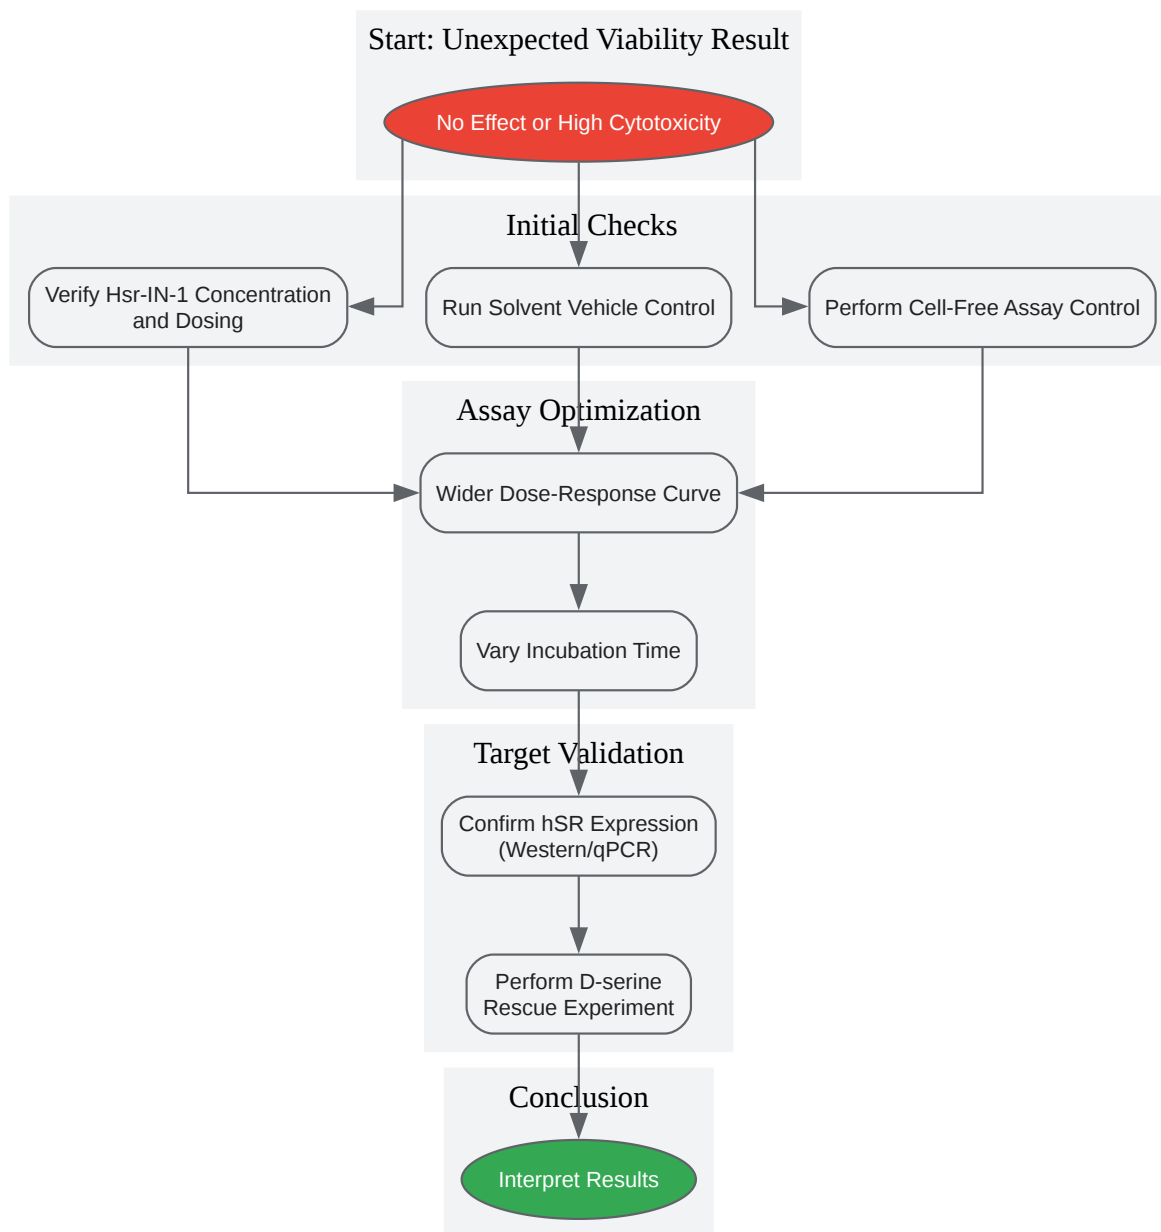 Start: Unexpected Viability Result
No Effect or High Cytotoxicity
Initial Checks
Verify Hsr-IN-1 Concentration
and Dosing
Run Solvent Vehicle Control
Perform Cell-Free Assay Control
Assay Optimization
Wider Dose-Response Curve
Vary Incubation Time
Target Validation
Confirm hSR Expression
(Western/qPCR)
Perform D-serine
Rescue Experiment
Conclusion
Interpret Results